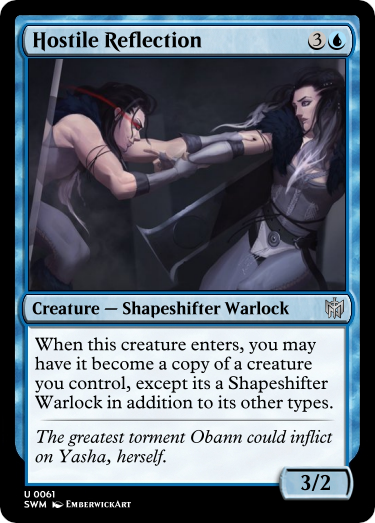 Hostile Reflection 3
Creature — Shapeshifter Warlock
When this creature enters, you may
have it become a copy of a creature
you control, except its a Shapeshifter
Warlock in addition to its other types.
The greatest torment Obann could inflict
on Yasha, herself.
3/2
U 0061
SWM EmberwickArt